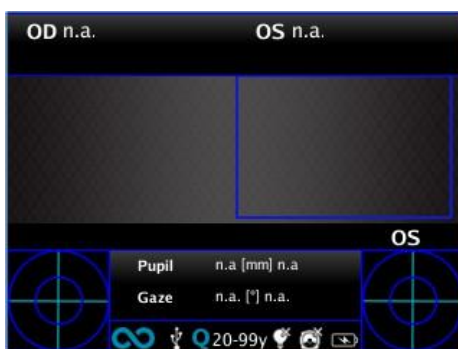 OD n.a. OS n.a.
OS
Pupil n.a [mm] n.a
Gaze n.a. [°] n.a.
Q 20-99y